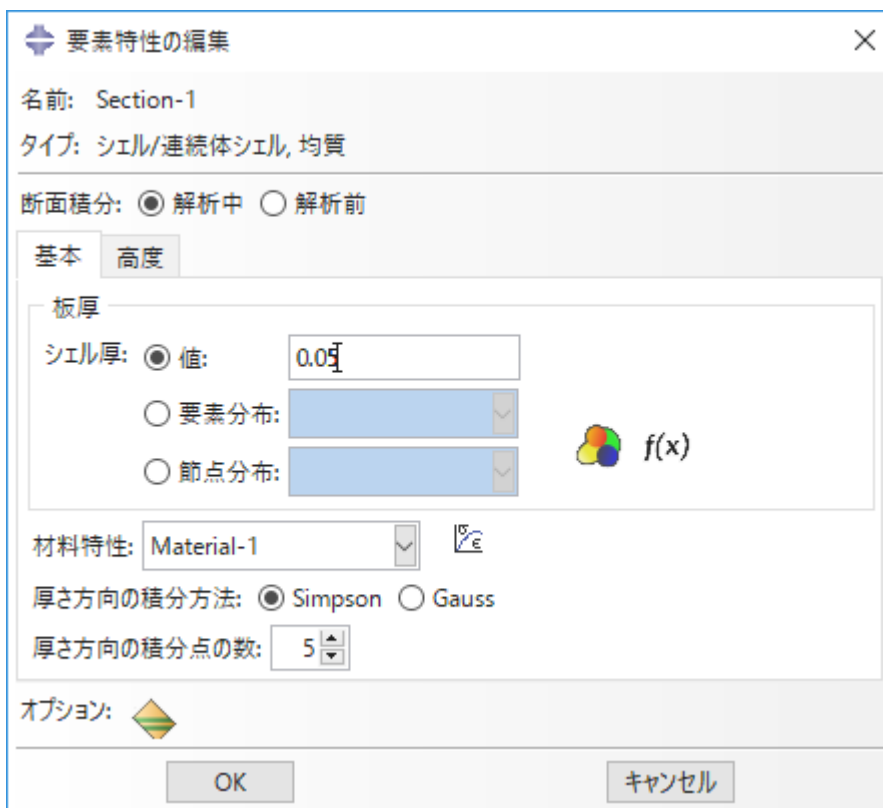 要素特性の編集
名前: Section-1
タイプ: シェル/連続体シェル, 均質
断面積分: 解析中 解析前
基本 高度
板厚
シェル厚: 値: 0.05
要素分布:
節点分布: f(x)
材料特性: Material-1 σ ε
厚さ方向の積分方法: Simpson Gauss
厚さ方向の積分点の数: 5
オプション:
OK キャンセル